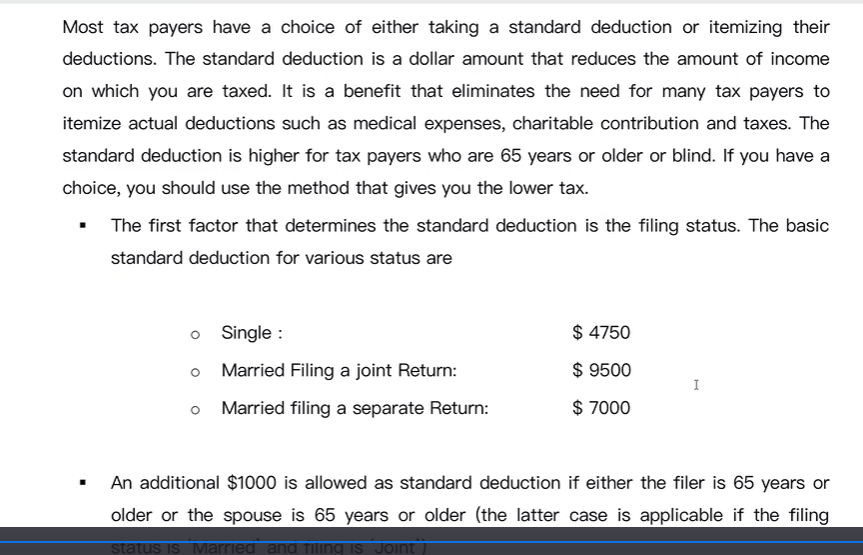 Most tax payers have a choice of either taking a standard deduction or itemizing their
deductions. The standard deduction is a dollar amount that reduces the amount of income
on which you are taxed. It is a benefit that eliminates the need for many tax payers to
itemize actual deductions such as medical expenses, charitable contribution and taxes. The
standard deduction is higher for tax payers who are 65 years or older or blind. If you have a
choice, you should use the method that gives you the lower tax.
▪ The first factor that determines the standard deduction is the filing status. The basic
standard deduction for various status are
o Single : $ 4750
o Married Filing a joint Return: $ 9500
o Married filing a separate Return: $ 7000
▪ An additional $1000 is allowed as standard deduction if either the filer is 65 years or
older or the spouse is 65 years or older (the latter case is applicable if the filing
status is 'Married' and filing is 'Joint')